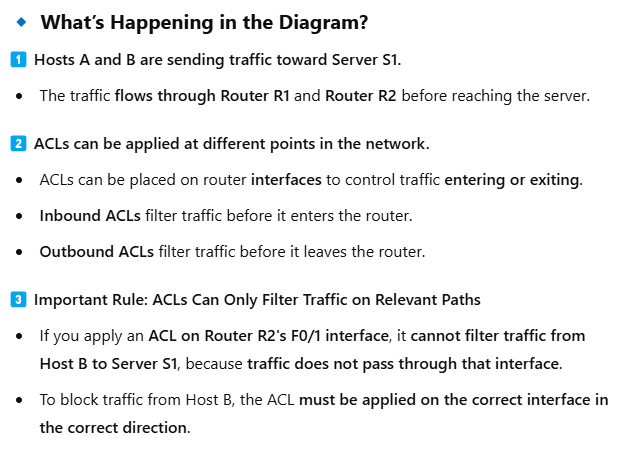 🔹 What's Happening in the Diagram?
1️⃣ Hosts A and B are sending traffic toward Server S1.
• The traffic flows through Router R1 and Router R2 before reaching the server.
2️⃣ ACLs can be applied at different points in the network.
• ACLs can be placed on router interfaces to control traffic entering or exiting.
• Inbound ACLs filter traffic before it enters the router.
• Outbound ACLs filter traffic before it leaves the router.
3️⃣ Important Rule: ACLs Can Only Filter Traffic on Relevant Paths
• If you apply an ACL on Router R2's F0/1 interface, it cannot filter traffic from
Host B to Server S1, because traffic does not pass through that interface.
• To block traffic from Host B, the ACL must be applied on the correct interface in
the correct direction.